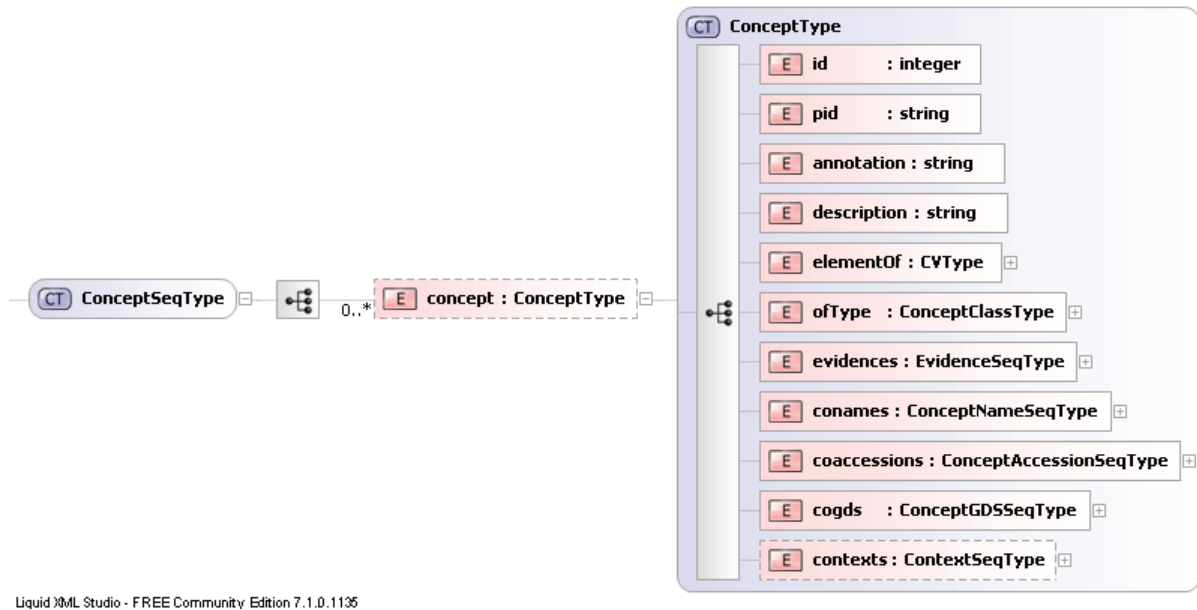 CT ConceptType
E id : integer
E pid : string
E annotation : string
E description : string
E elementOf : CVType
CT ConceptSeqType
0..*
E concept : ConceptType
E ofType : ConceptClassType
E evidences : EvidenceSeqType
E conames : ConceptNameSeqType
E coaccessions : ConceptAccessionSeqType
E cogds : ConceptGDSSeqType
E contexts : ContextSeqType
Liquid XML Studio - FREE Community Edition 7.1.0.1135